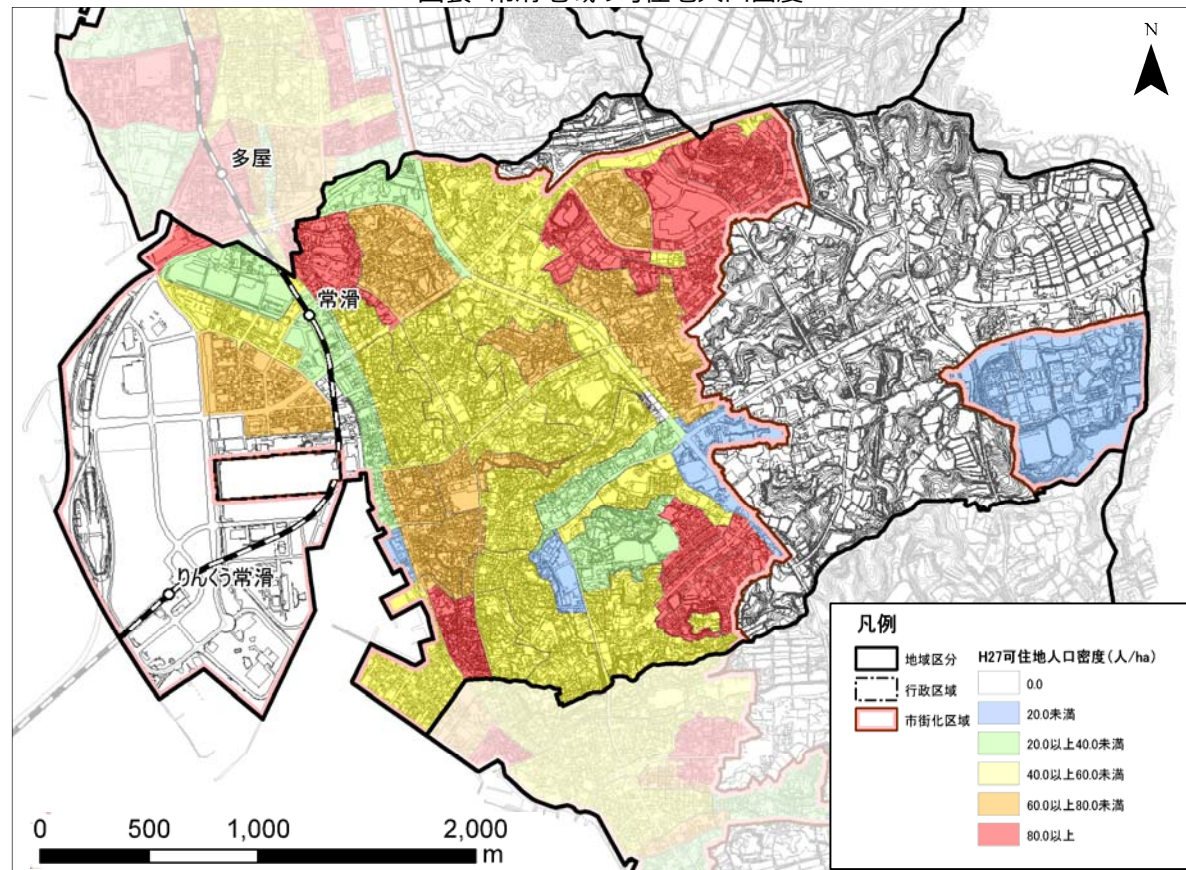 N
多屋
常滑
りんくう常滑
凡例
地域区分
行政区域
市街化区域
H27可住地人口密度(人/ha)
0.0
20.0未満
20.0以上40.0未満
40.0以上60.0未満
60.0以上80.0未満
80.0以上
0 500 1,000 2,000
m